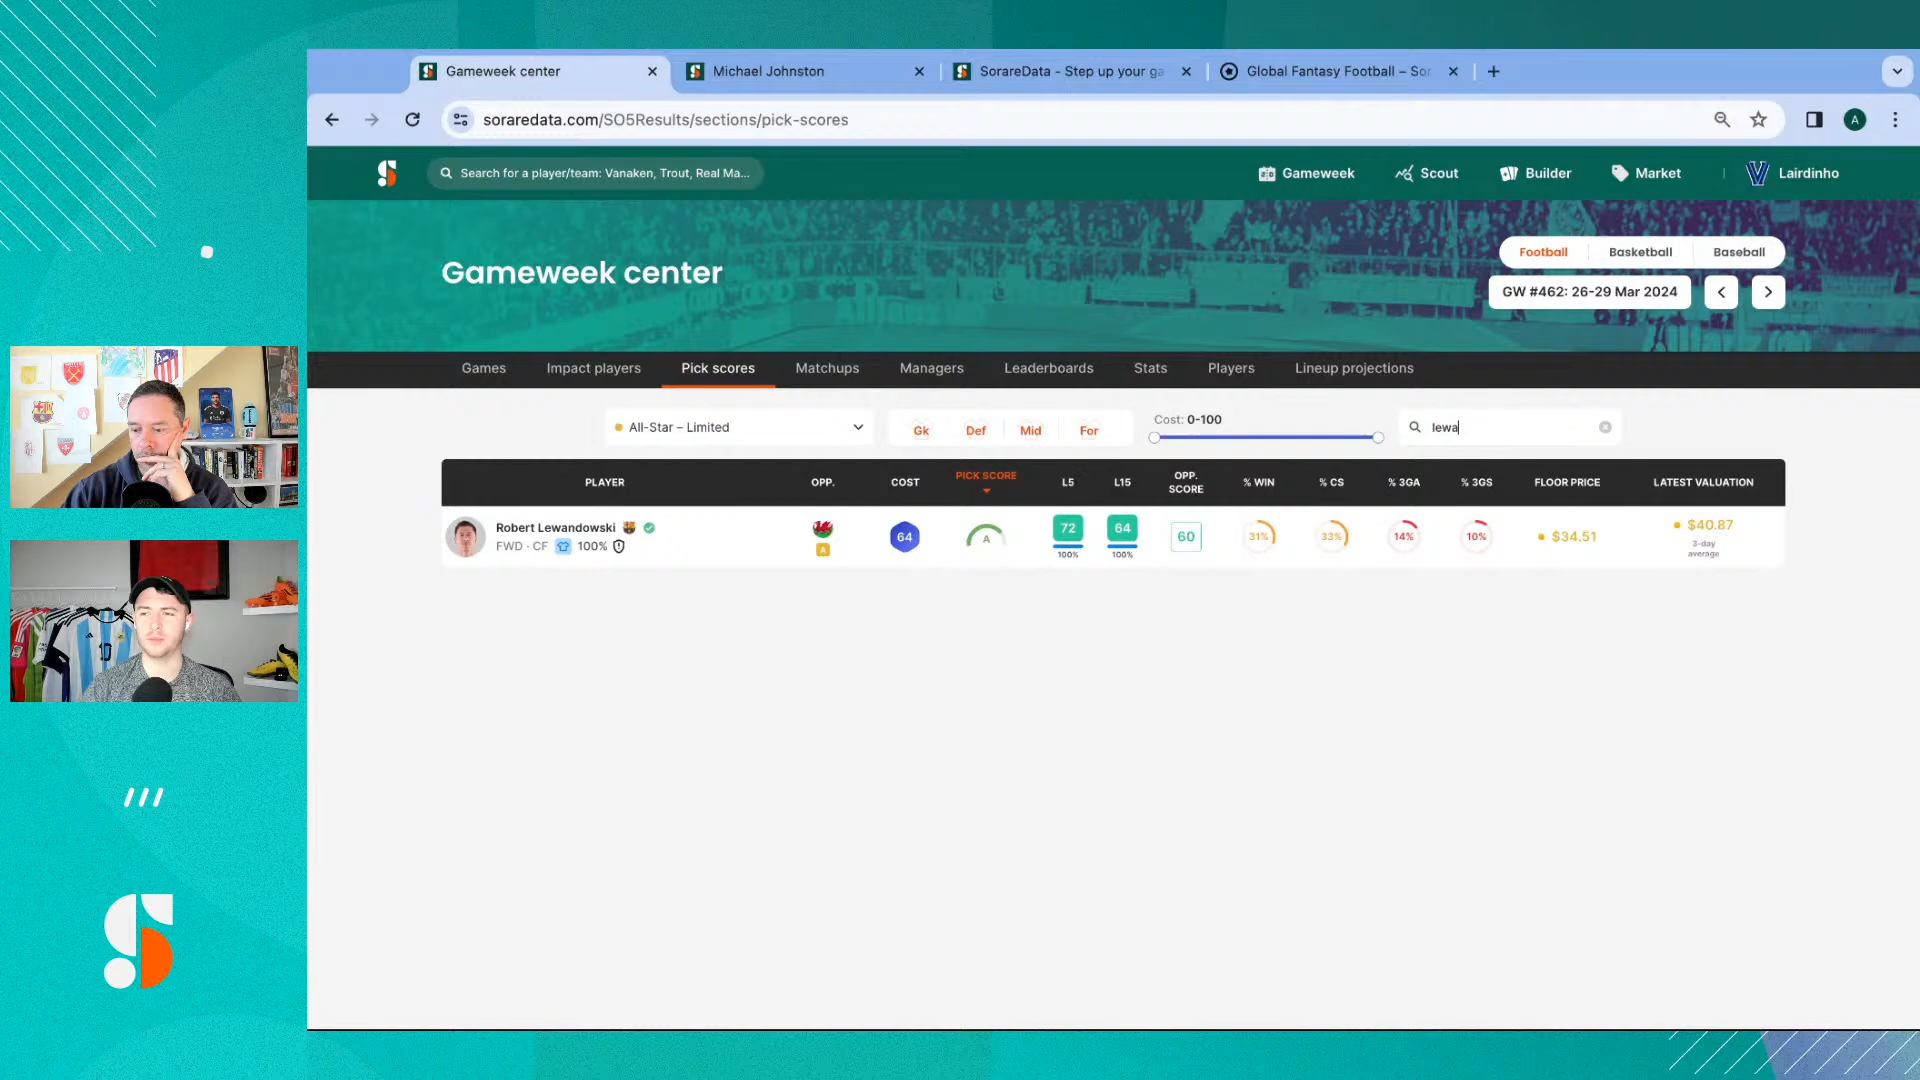 Gameweek center
Michael Johnston
SorareData - Step up your ga
Global Fantasy Football – Sor
soraredata.com/SO5Results/sections/pick-scores
A
Search for a player/team: Vanaken, Trout, Real Ma...
Gameweek
Scout
Builder
Market
Lairdinho
Gameweek center
Football
Basketball
Baseball
GW #462: 26-29 Mar 2024
Games
Impact players
Pick scores
Matchups
Managers
Leaderboards
Stats
Players
Lineup projections
All-Star – Limited
Gk
Def
Mid
For
Cost: 0-100
lewa
PLAYER
OPP.
COST
PICK SCORE
L5
L15
OPP.
SCORE
% WIN
% CS
% 3GA
% 3GS
FLOOR PRICE
LATEST VALUATION
Robert Lewandowski
FWD · CF 100%
A
64
A
72
100%
64
100%
60
31%
33%
14%
10%
$34.51
$40.87
3-day
average